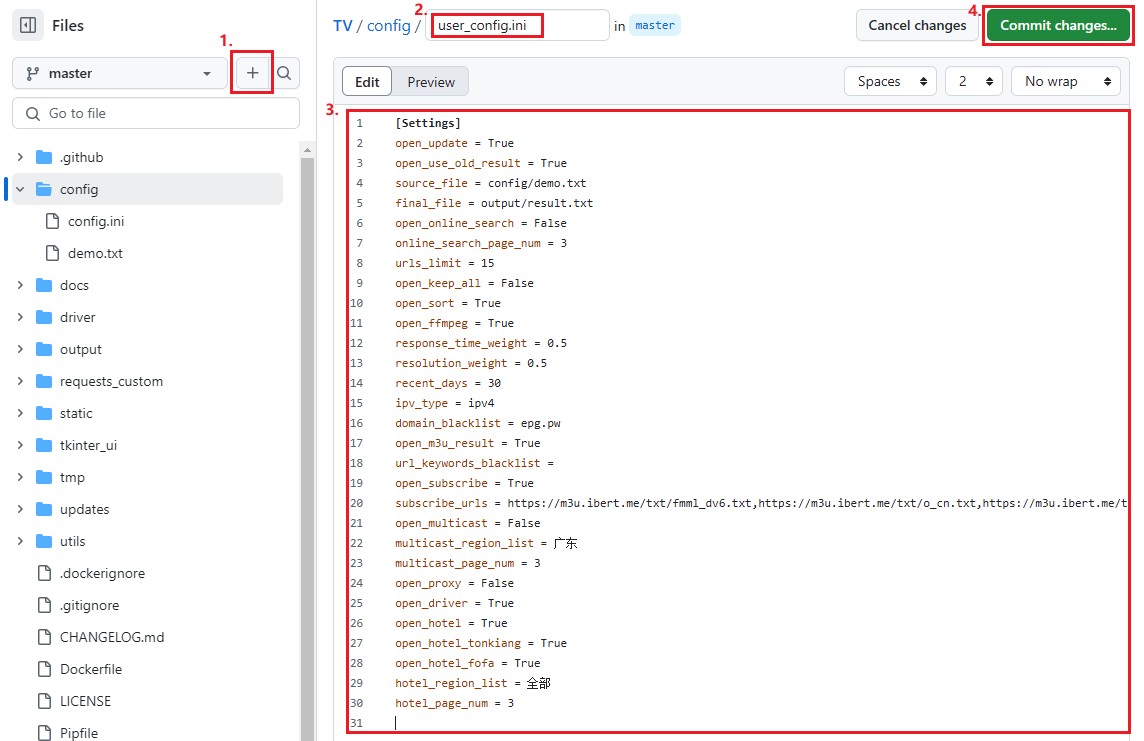 Files
1.
master
Go to file
.github
config
config.ini
demo.txt
docs
driver
output
requests_custom
static
tkinter_ui
tmp
updates
utils
.dockerignore
.gitignore
CHANGELOG.md
Dockerfile
LICENSE
Pipfile
2.
TV / config / user_config.ini in master
Cancel changes
4.
Commit changes...
Edit Preview
Spaces 2 No wrap
3.
1 [Settings]
2 open_update = True
3 open_use_old_result = True
4 source_file = config/demo.txt
5 final_file = output/result.txt
6 open_online_search = False
7 online_search_page_num = 3
8 urls_limit = 15
9 open_keep_all = False
10 open_sort = True
11 open_ffmpeg = True
12 response_time_weight = 0.5
13 resolution_weight = 0.5
14 recent_days = 30
15 ipv_type = ipv4
16 domain_blacklist = epg.pw
17 open_m3u_result = True
18 url_keywords_blacklist =
19 open_subscribe = True
20 subscribe_urls = https://m3u.ibert.me/txt/fmml_dv6.txt,https://m3u.ibert.me/txt/o_cn.txt,https://m3u.ibert.me/t
21 open_multicast = False
22 multicast_region_list = 广东
23 multicast_page_num = 3
24 open_proxy = False
25 open_driver = True
26 open_hotel = True
27 open_hotel_tonkiang = True
28 open_hotel_fofa = True
29 hotel_region_list = 全部
30 hotel_page_num = 3
31